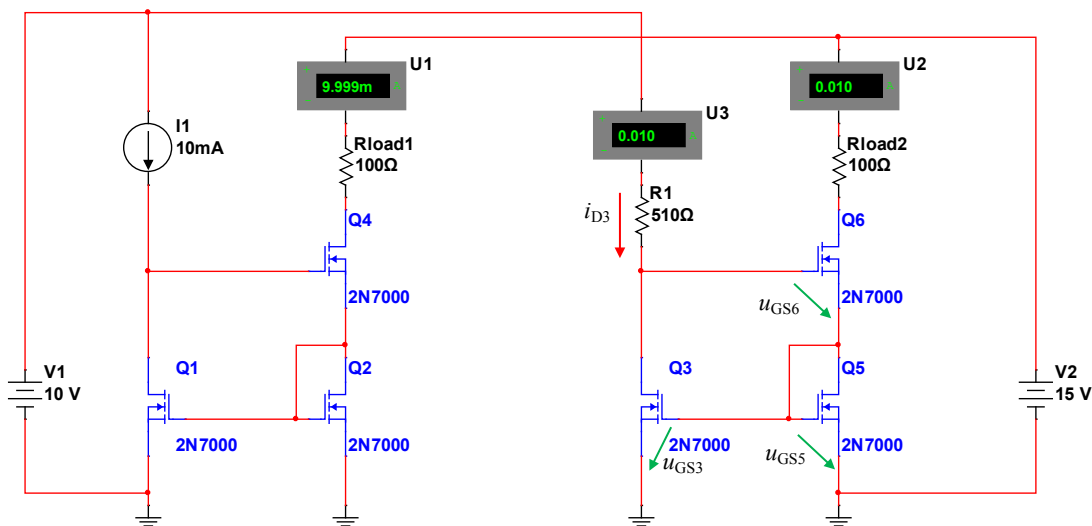 U1
9.999m A
U2
0.010 A
U3
0.010 A
I1
10mA
Rload1
100Ω
Rload2
100Ω
R1
510Ω
iD3
Q4
2N7000
Q6
2N7000
uGS6
V1
10 V
Q1
2N7000
Q2
2N7000
Q3
2N7000
uGS3
Q5
2N7000
uGS5
V2
15 V